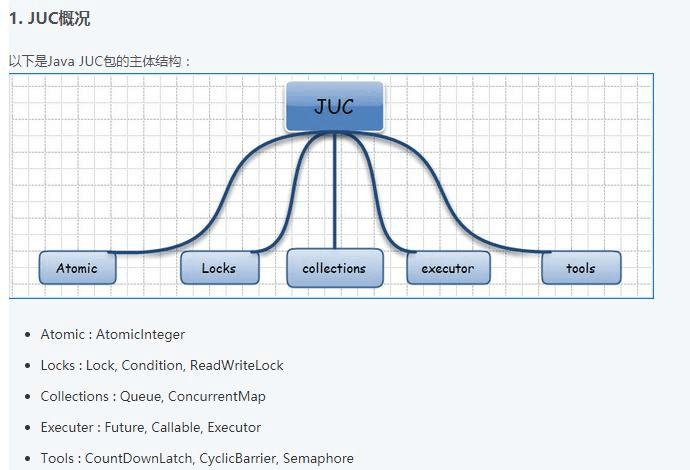 1. JUC概况
以下是Java JUC包的主体结构：
JUC
Atomic
Locks
collections
executor
tools
Atomic : AtomicInteger
Locks : Lock, Condition, ReadWriteLock
Collections : Queue, ConcurrentMap
Executer : Future, Callable, Executor
Tools : CountDownLatch, CyclicBarrier, Semaphore